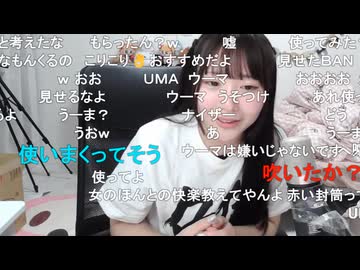 と考えたな もらったん？ｗ 嘘 使ってみた
なもんくるの こりこり おすすめだよ 見せたBAN
ｗ おお UMA ウーマ おおおお
見せるなよ ウーマ うそつけ あれ使っ
うーま？ ナイザー どう
うおｗ あ うーま
使いまくってそう ウーマは嫌いじゃないですへ
吹いたか？
使ってよ
女のほんとの快楽教えてやんよ 赤い封筒っ